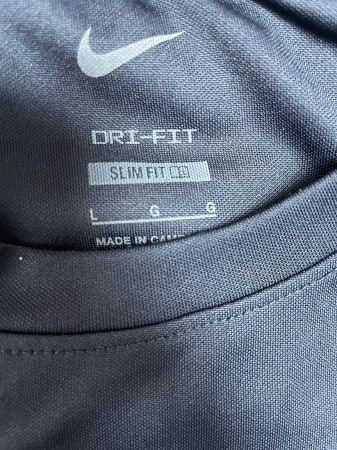 DRI-FIT
SLIM FIT
L G G
MADE IN